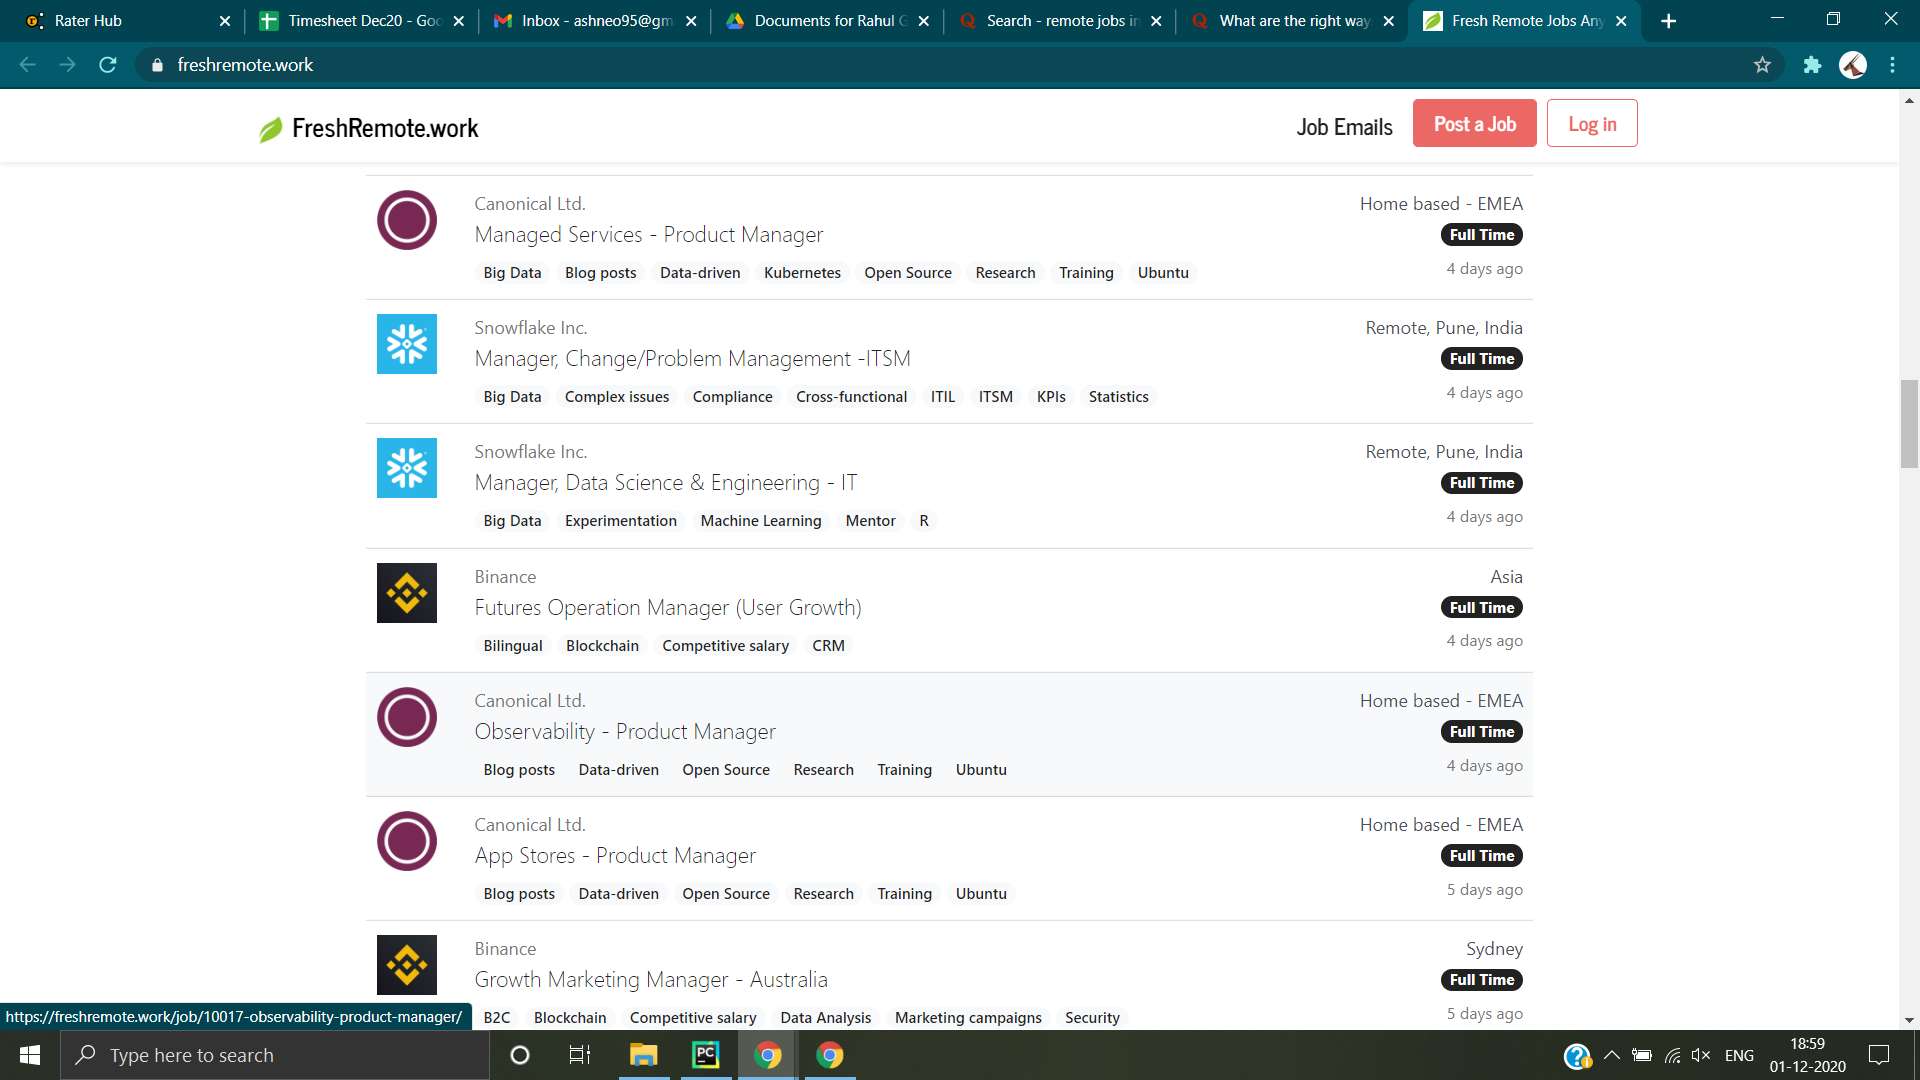 Rater Hub
Timesheet Dec20 - Goo
Inbox - ashneo95@gm
Documents for Rahul G
Search - remote jobs in
What are the right way
Fresh Remote Jobs Any
freshremote.work
FreshRemote.work
Job Emails
Post a Job
Log in
Canonical Ltd.
Home based - EMEA
Managed Services - Product Manager
Full Time
Big Data Blog posts Data-driven Kubernetes Open Source Research Training Ubuntu
4 days ago
Snowflake Inc.
Remote, Pune, India
Manager, Change/Problem Management -ITSM
Full Time
Big Data Complex issues Compliance Cross-functional ITIL ITSM KPIs Statistics
4 days ago
Snowflake Inc.
Remote, Pune, India
Manager, Data Science & Engineering - IT
Full Time
Big Data Experimentation Machine Learning Mentor R
4 days ago
Binance
Asia
Futures Operation Manager (User Growth)
Full Time
Bilingual Blockchain Competitive salary CRM
4 days ago
Canonical Ltd.
Home based - EMEA
Observability - Product Manager
Full Time
Blog posts Data-driven Open Source Research Training Ubuntu
4 days ago
Canonical Ltd.
Home based - EMEA
App Stores - Product Manager
Full Time
Blog posts Data-driven Open Source Research Training Ubuntu
5 days ago
Binance
Sydney
Growth Marketing Manager - Australia
Full Time
B2C Blockchain Competitive salary Data Analysis Marketing campaigns Security
5 days ago
https://freshremote.work/job/10017-observability-product-manager/
Type here to search
PC
ENG
18:59
01-12-2020